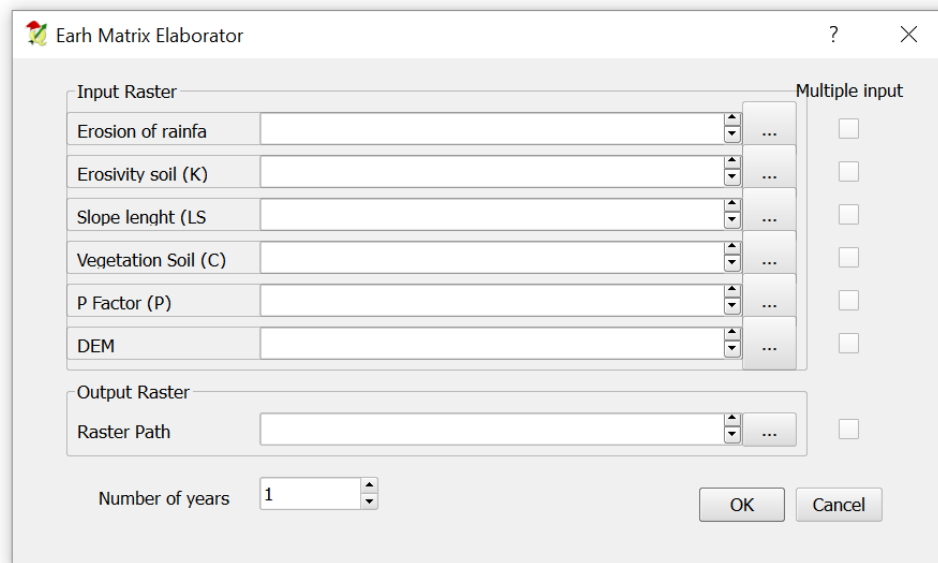 Earh Matrix Elaborator
Input Raster
Multiple input
Erosion of rainfa
...
Erosivity soil (K)
...
Slope lenght (LS
...
Vegetation Soil (C)
...
P Factor (P)
...
DEM
...
Output Raster
Raster Path
...
Number of years
1
OK
Cancel